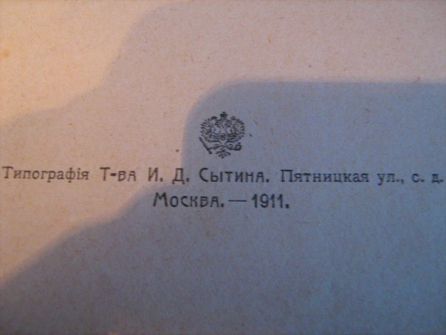 Типографія Т-ва И. Д. Сытина. Пятницкая ул., с. д.
Москва.—1911.